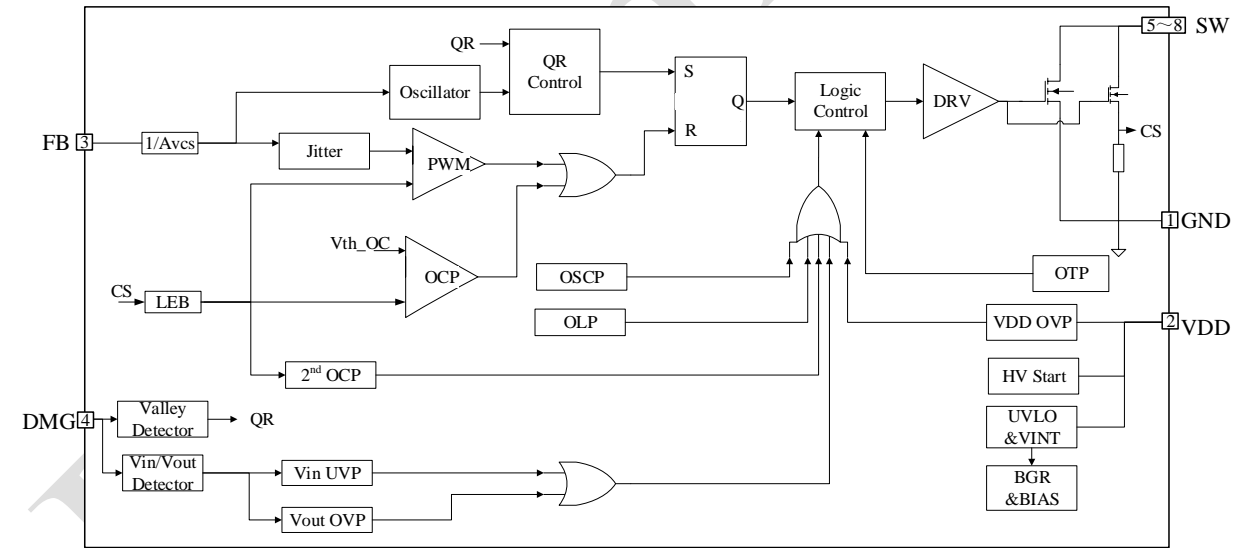 5～8 SW
QR
QR
Control
Oscillator
S
Q
R
Logic
Control
DRV
CS
FB 3
1/Avcs
Jitter
PWM
1 GND
Vth_OC
OCP
OSCP
OTP
CS
LEB
OLP
VDD OVP
2 VDD
2nd OCP
HV Start
DMG 4
Valley
Detector
QR
UVLO
&VINT
Vin/Vout
Detector
Vin UVP
BGR
&BIAS
Vout OVP